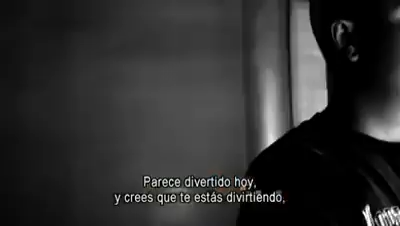 Parece divertido hoy,
y crees que te estás divirtiendo,